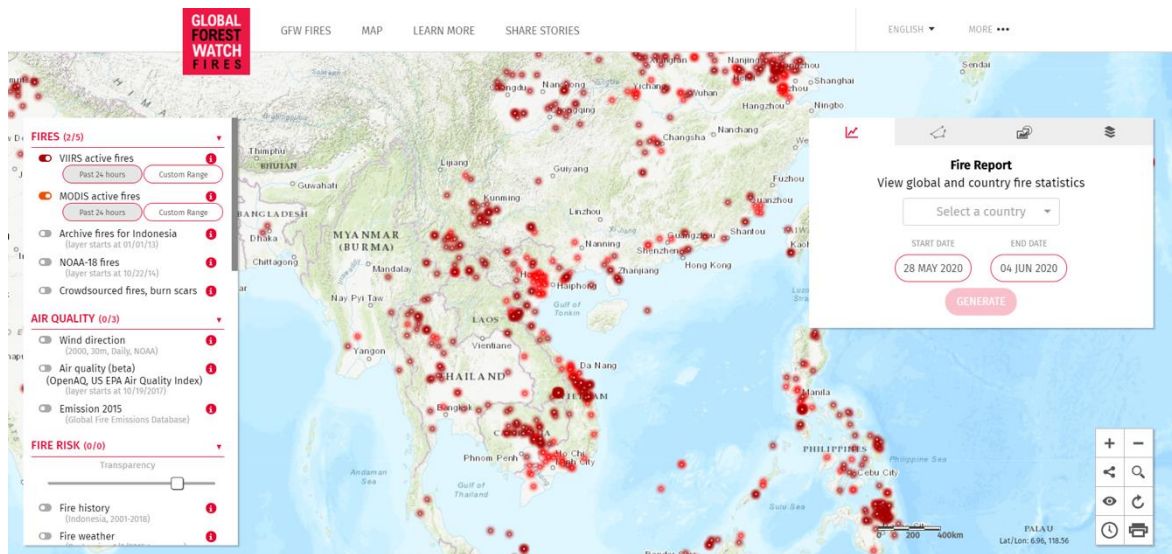 GLOBAL
FOREST
WATCH
FIRES
GFW FIRES MAP LEARN MORE SHARE STORIES
ENGLISH MORE
FIRES (2/5)
VIIRS active fires
Past 24 hours Custom Range
MODIS active fires
Past 24 hours Custom Range
Archive fires for Indonesia
(layer starts at 01/01/13)
NOAA-18 fires
(layer starts at 10/22/14)
Crowdsourced fires, burn scars
AIR QUALITY (0/3)
Wind direction
(2000, 30m, Daily, NOAA)
Air quality (beta)
(OpenAQ, US EPA Air Quality Index)
(layer starts at 10/19/2017)
Emission 2015
(Global Fire Emissions Database)
FIRE RISK (0/0)
Transparency
Fire history
(Indonesia, 2001-2018)
Fire weather
Sendai
Shanghai
Wuhan
Hangzhou
Ningbo
Changsha
Nanchang
Thimphu
BHUTAN
Lijiang
Guiyang
Guwahati
Fuzhou
Kunming
Linzhou
BANGLADESH
Dhaka
MYANMAR
(BURMA)
Shantou
Nanning
Shenzhen
Chittagong
Mandalay
Hong Kong
Zhanjiang
Haiphong
Nay Pyi Taw
Gulf of
Tonkin
LAOS
Vientiane
Yangon
Da Nang
THAILAND
Bangkok
Manila
Phnom Penh
PHILIPPINES
Philippine Sea
Cebu City
Andaman
Sea
Gulf of
Thailand
Sulu Sea
Fire Report
View global and country fire statistics
Select a country
START DATE END DATE
28 MAY 2020 04 JUN 2020
GENERATE
0 200 400km
PALAU
Lat/Lon: 6.96, 118.56